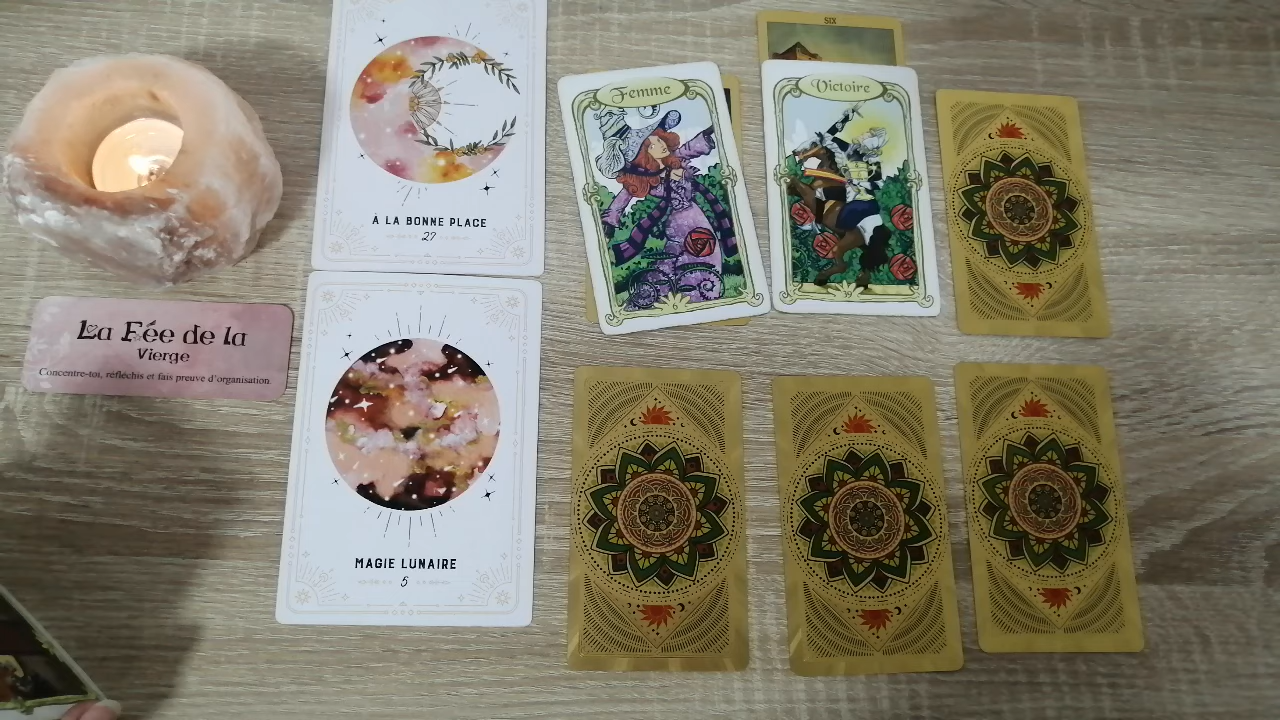 À LA BONNE PLACE
27
La Fée de la
Vierge
Concentre-toi, réfléchis et fais preuve d'organisation.
MAGIE LUNAIRE
5
Femme
SIX
Victoire
39